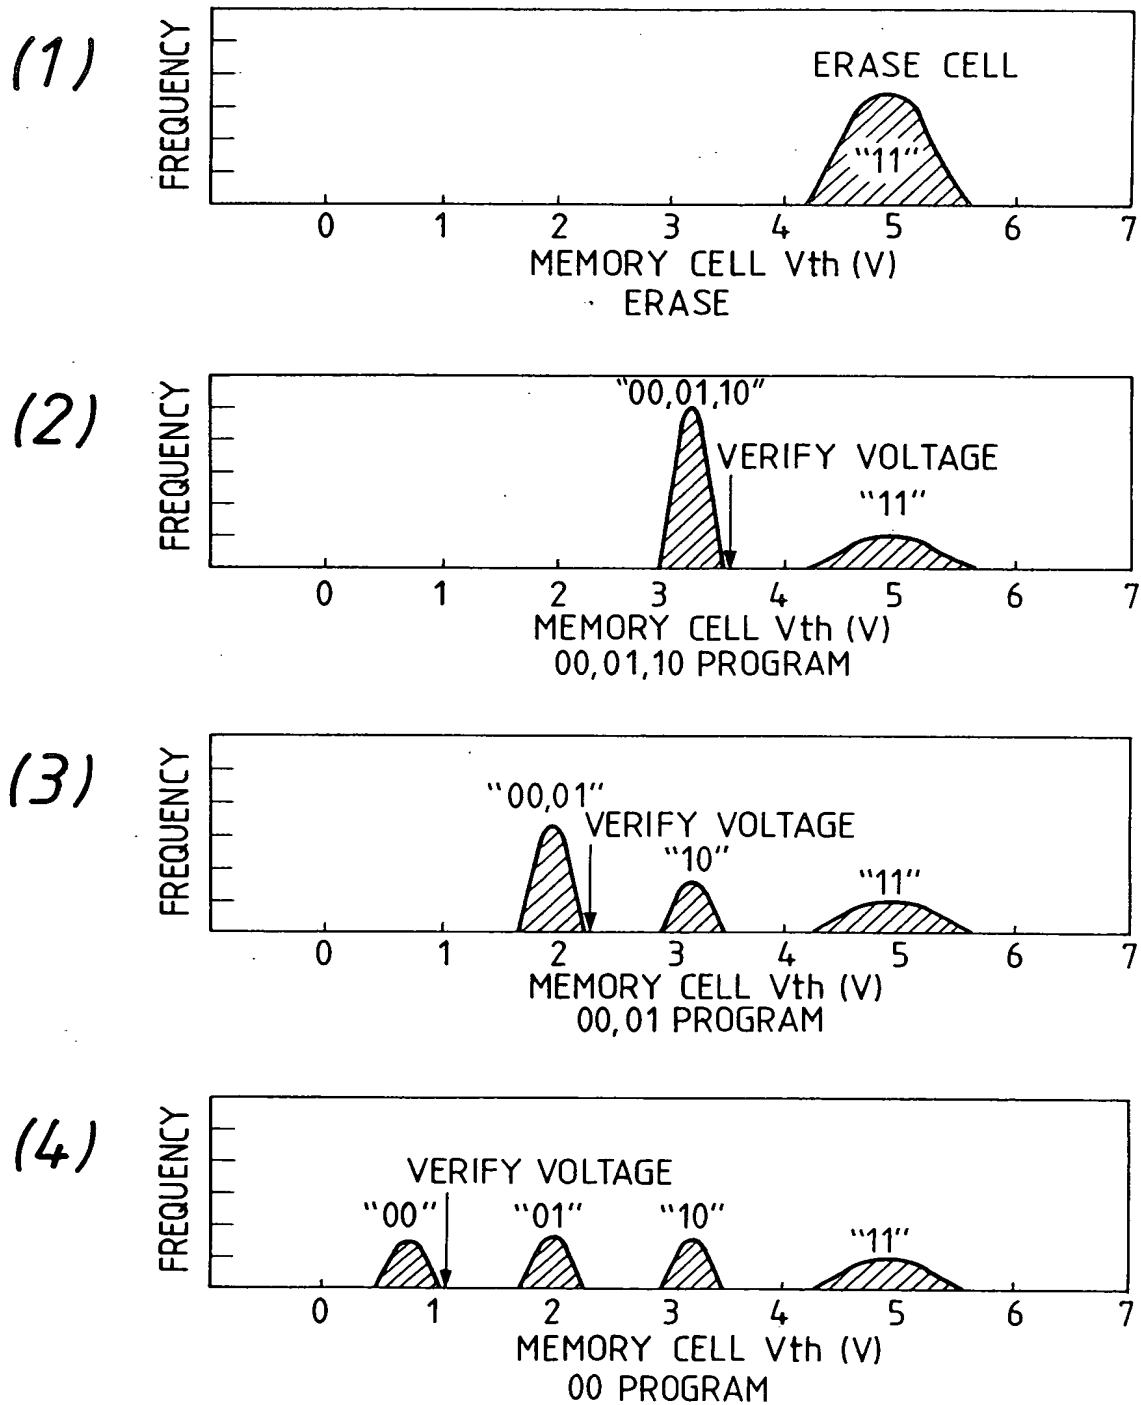 (1)
FREQUENCY
ERASE CELL
"11"
0 1 2 3 4 5 6 7
MEMORY CELL Vth (V)
ERASE
(2)
FREQUENCY
"00,01,10"
VERIFY VOLTAGE
"11"
0 1 2 3 4 5 6 7
MEMORY CELL Vth (V)
00,01,10 PROGRAM
(3)
FREQUENCY
"00,01"
VERIFY VOLTAGE
"10"
"11"
0 1 2 3 4 5 6 7
MEMORY CELL Vth (V)
00,01 PROGRAM
(4)
FREQUENCY
VERIFY VOLTAGE
"00" "01" "10" "11"
0 1 2 3 4 5 6 7
MEMORY CELL Vth (V)
00 PROGRAM